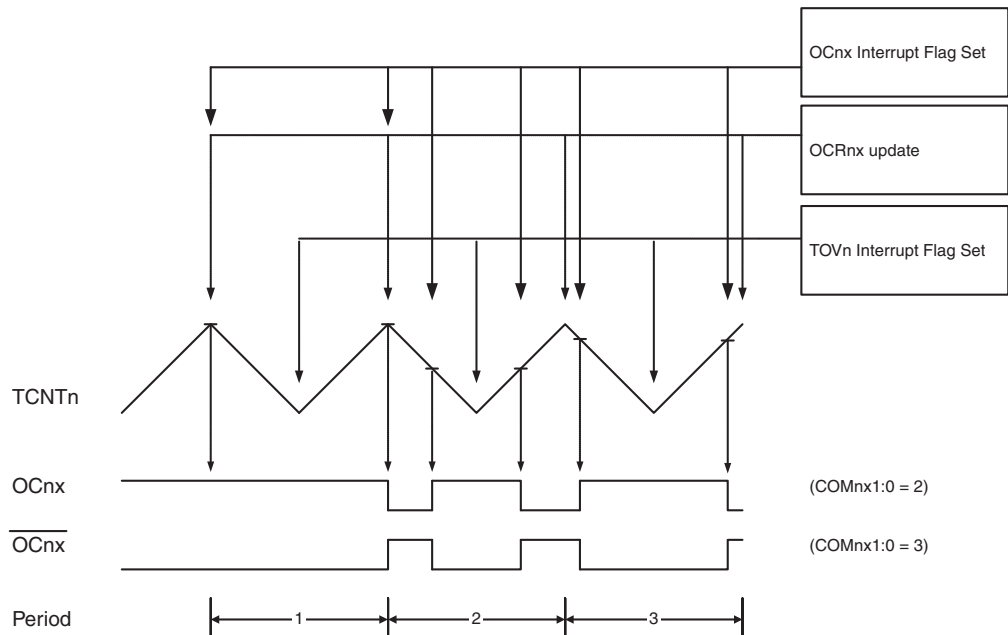 OCnx Interrupt Flag Set
OCRnx update
TOVn Interrupt Flag Set
TCNTn
OCnx
(COMnx1:0 = 2)
OCnx
(COMnx1:0 = 3)
Period
1
2
3